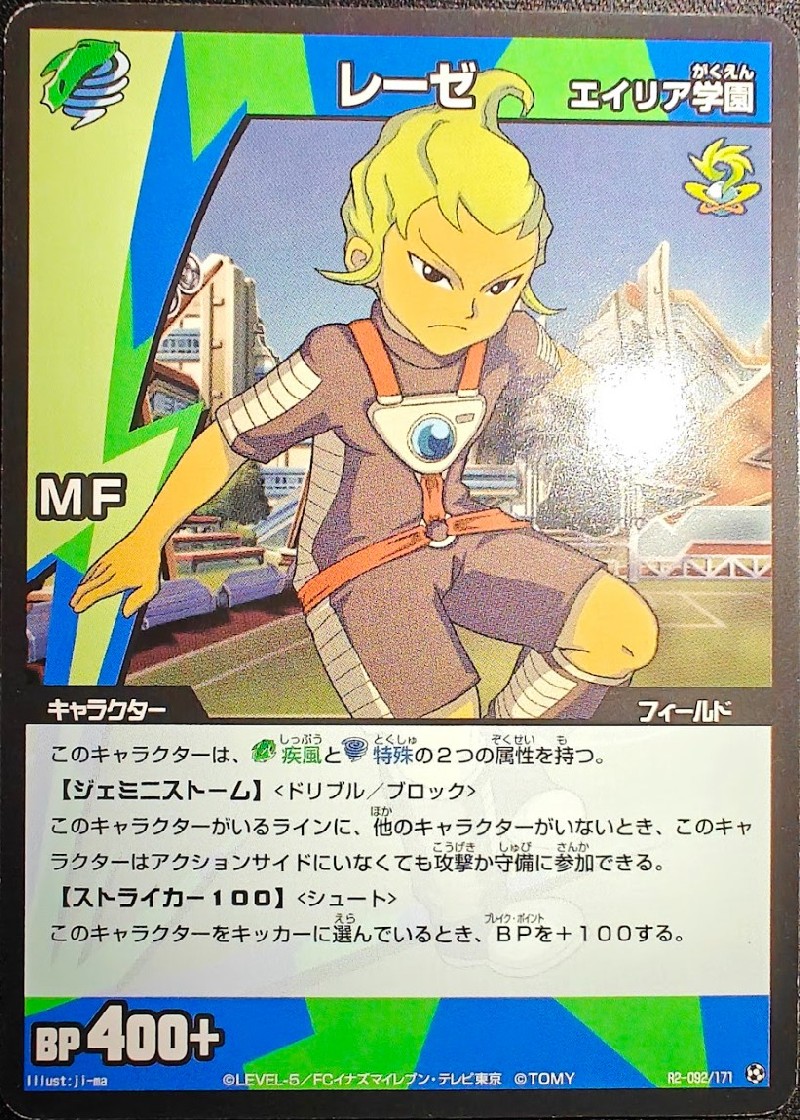 レーゼ
エイリア学園
がくえん
MF
キャラクター
フィールド
このキャラクターは、疾風と特殊の2つの属性を持つ。
しっぷう とくしゅ ぞくせい も
【ジェミニストーム】<ドリブル／ブロック>
このキャラクターがいるラインに、他のキャラクターがいないとき、このキャ
ほか
ラクターはアクションサイドにいなくても攻撃か守備に参加できる。
こうげき しゅび さんか
【ストライカー100】<シュート>
このキャラクターをキッカーに選んでいるとき、BPを＋100する。
えら ブレイク・ポイント
BP 400+
Illust:ji-ma
©LEVEL-5／FCイナズマイレブン・テレビ東京 ©TOMY
R2-092/171